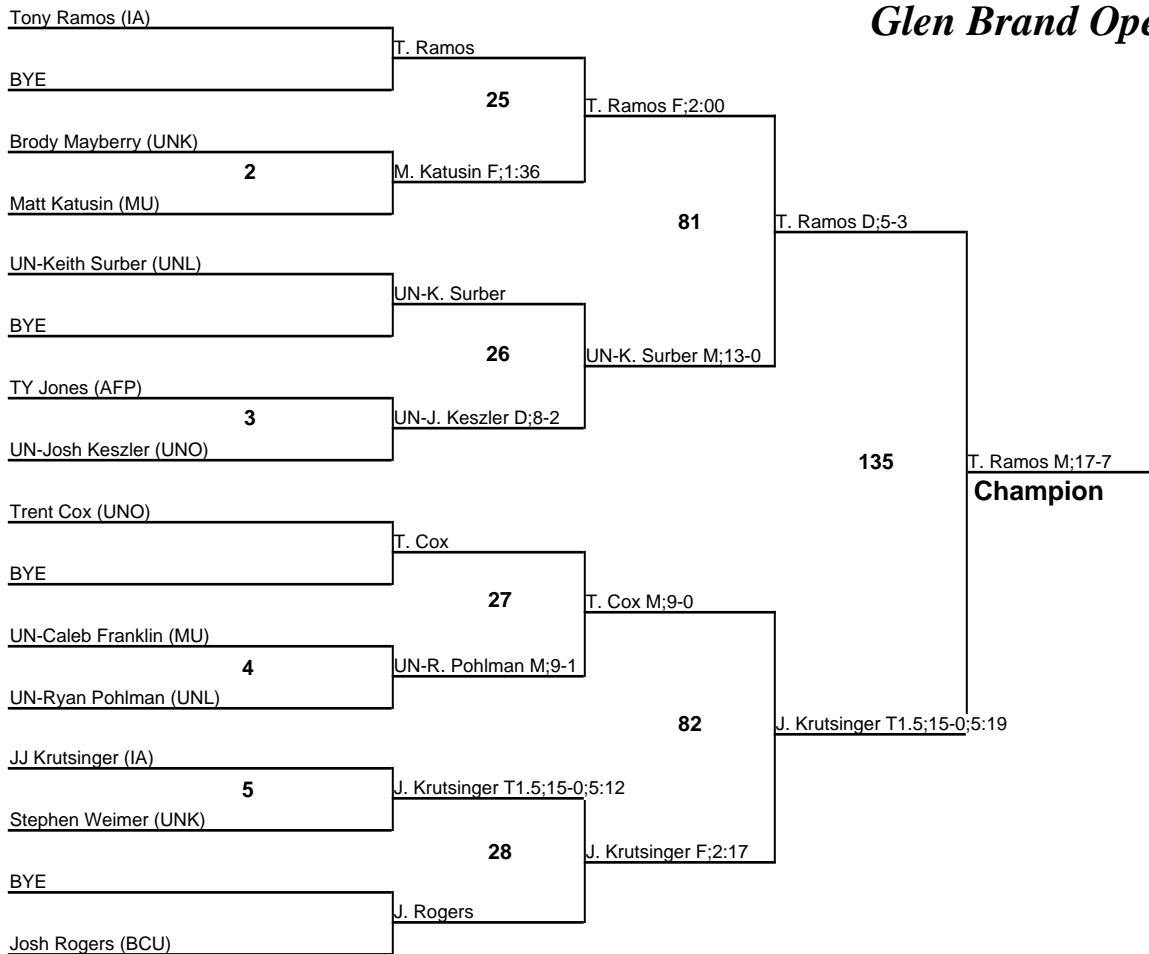 Glen Brand Ope
Tony Ramos (IA)
T. Ramos
BYE
25
T. Ramos F;2:00
Brody Mayberry (UNK)
2
M. Katusin F;1:36
Matt Katusin (MU)
81
T. Ramos D;5-3
UN-Keith Surber (UNL)
UN-K. Surber
BYE
26
UN-K. Surber M;13-0
TY Jones (AFP)
3
UN-J. Keszler D;8-2
UN-Josh Keszler (UNO)
135
T. Ramos M;17-7
Champion
Trent Cox (UNO)
T. Cox
BYE
27
T. Cox M;9-0
UN-Caleb Franklin (MU)
4
UN-R. Pohlman M;9-1
UN-Ryan Pohlman (UNL)
82
J. Krutsinger T1.5;15-0;5:19
JJ Krutsinger (IA)
5
J. Krutsinger T1.5;15-0;5:12
Stephen Weimer (UNK)
28
J. Krutsinger F;2:17
BYE
J. Rogers
Josh Rogers (BCU)